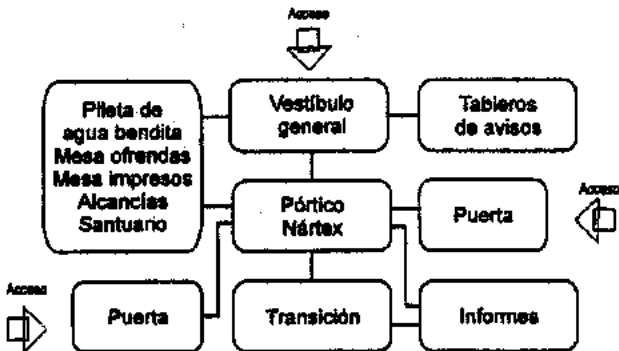 Acceso
Pileta de
agua bendita
Mesa ofrendas
Mesa impresos
Alcancías
Santuario
Vestíbulo
general
Tableros
de avisos
Pórtico
Nártex
Puerta
Acceso
Acceso
Puerta
Transición
Informes